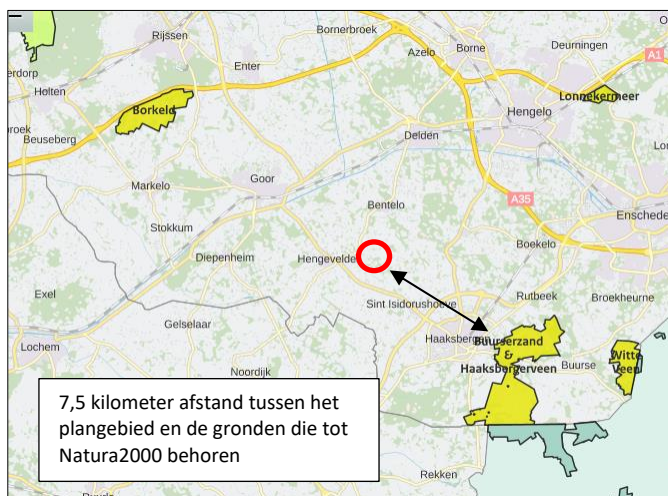 Rijssen
Bornerbroek
Azelo
Borne
Deurningen
A1
erdorp
Holten
Enter
Borkeld
Lonnekermeer
Hengelo
broek
Beuseberg
Delden
Markelo
Goor
Stokkum
Bentelo
A35
Enschede
Diepenheim
Hengevelde
Boekelo
Exel
Sint Isidorushoeve
Rutbeek
Broekheurne
Gelselaar
Lochem
Haaksbergen
Buurserzand
&
Haaksbergerveen
Buurse
Witte
Veen
Noordijk
7,5 kilometer afstand tussen het
plangebied en de gronden die tot
Natura2000 behoren
Rekken